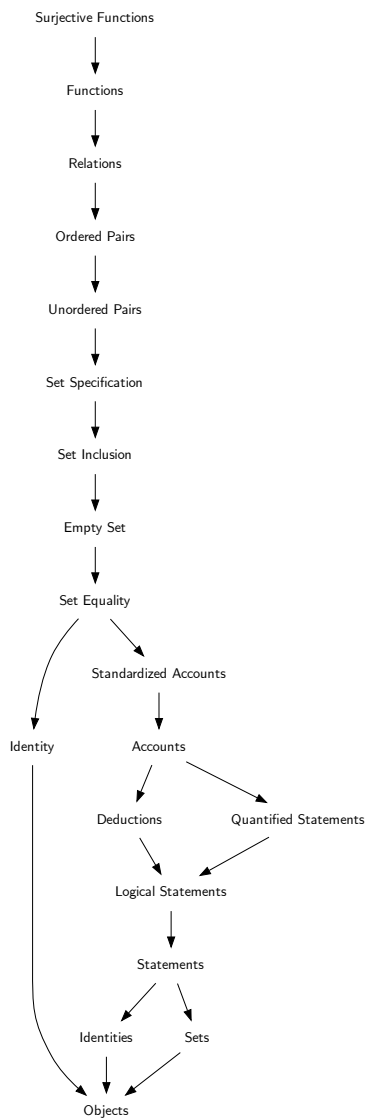 Surjective Functions
Functions
Relations
Ordered Pairs
Unordered Pairs
Set Specification
Set Inclusion
Empty Set
Set Equality
Standardized Accounts
Identity
Accounts
Deductions
Quantified Statements
Logical Statements
Statements
Identities
Sets
Objects